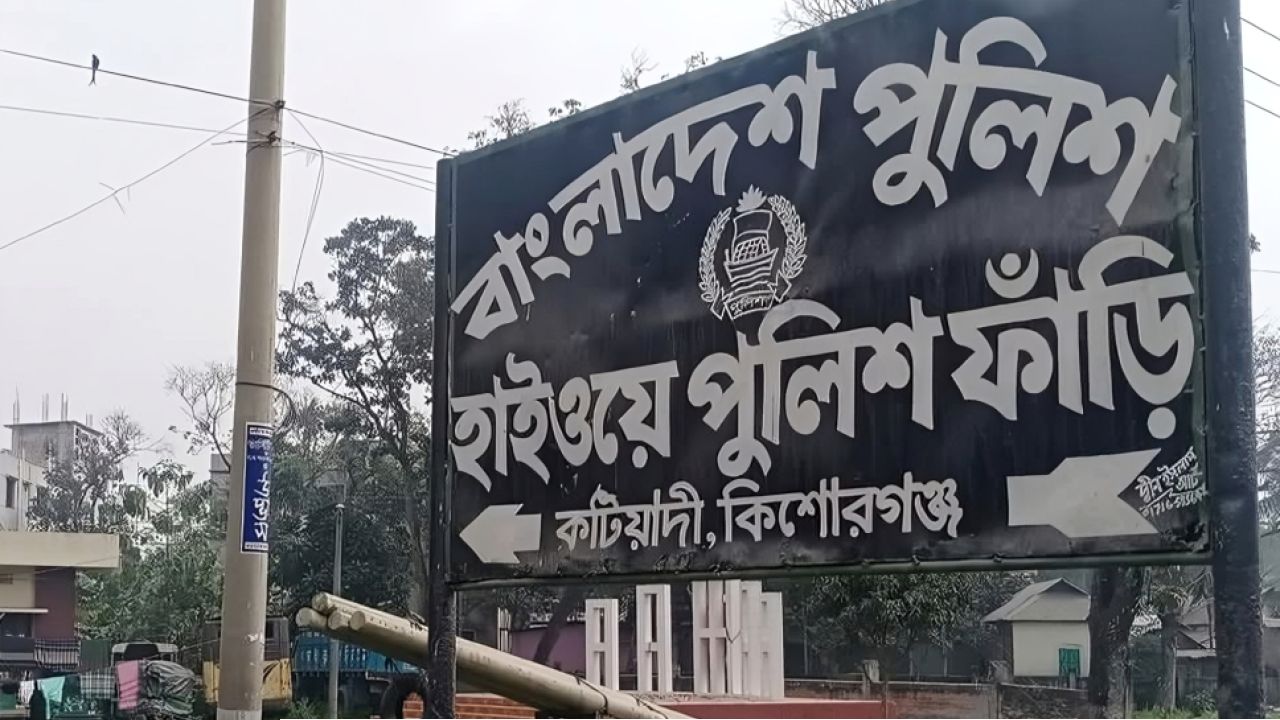 বাংলাদেশ পুলিশ
পুলিশ
হাইওয়ে পুলিশ ফাঁড়ি
কটিয়াদী, কিশোরগঞ্জ